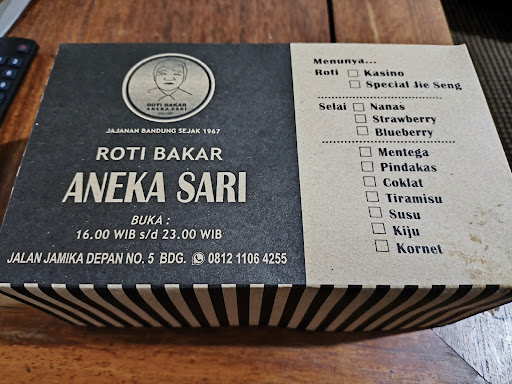 ROTI BAKAR
ANEKA SARI
JAJANAN BANDUNG SEJAK 1967
ROTI BAKAR
ANEKA SARI
BUKA :
16.00 WIB s/d 23.00 WIB
JALAN JAMIKA DEPAN NO. 5 BDG. 0812 1106 4255
Menunya...
Roti Kasino
Special Jie Seng
Selai Nanas
Strawberry
Blueberry
Mentega
Pindakas
Coklat
Tiramisu
Susu
Kiju
Kornet